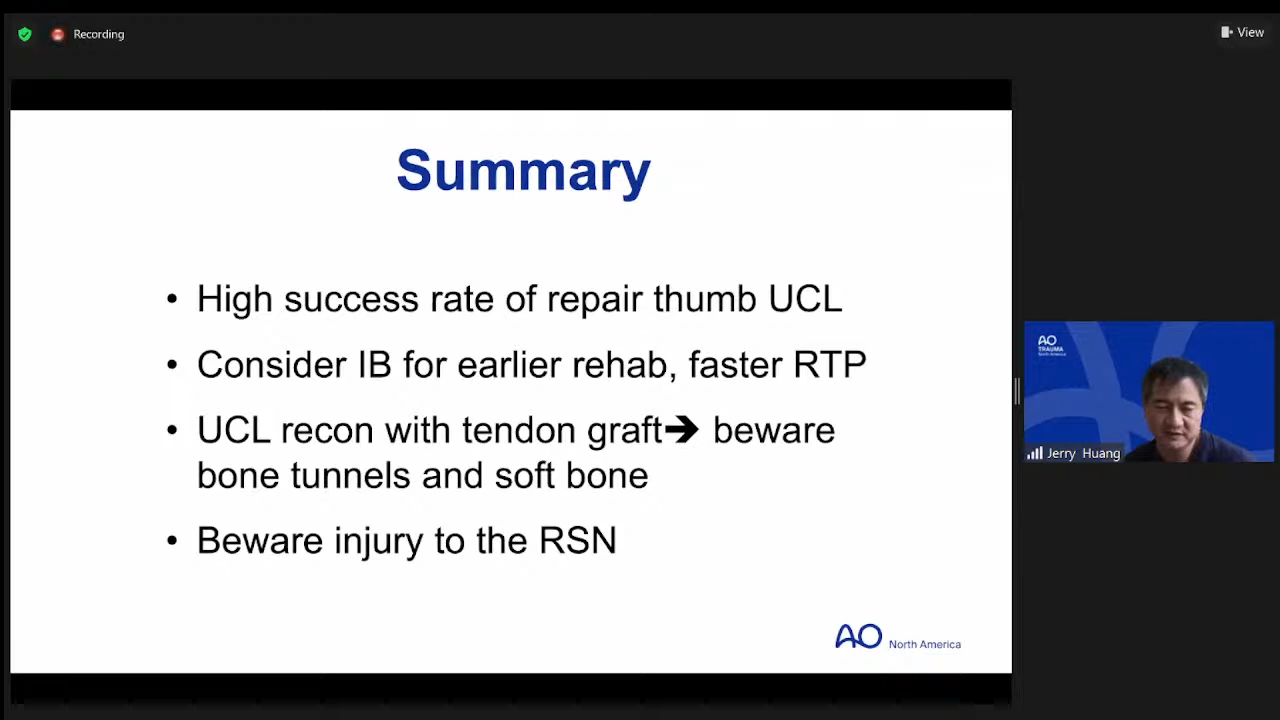 Recording
View
Summary
• High success rate of repair thumb UCL
• Consider IB for earlier rehab, faster RTP
• UCL recon with tendon graft➔ beware
bone tunnels and soft bone
• Beware injury to the RSN
AO North America
AO
TRAUMA
North America
Jerry Huang